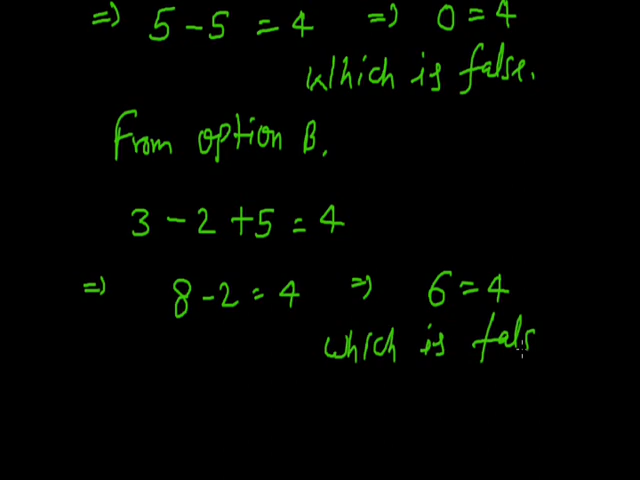 ⇒ 5 - 5 = 4 ⇒ 0 = 4
Which is false.
From option B.
3 - 2 + 5 = 4
⇒ 8 - 2 = 4 ⇒ 6 = 4
which is fals